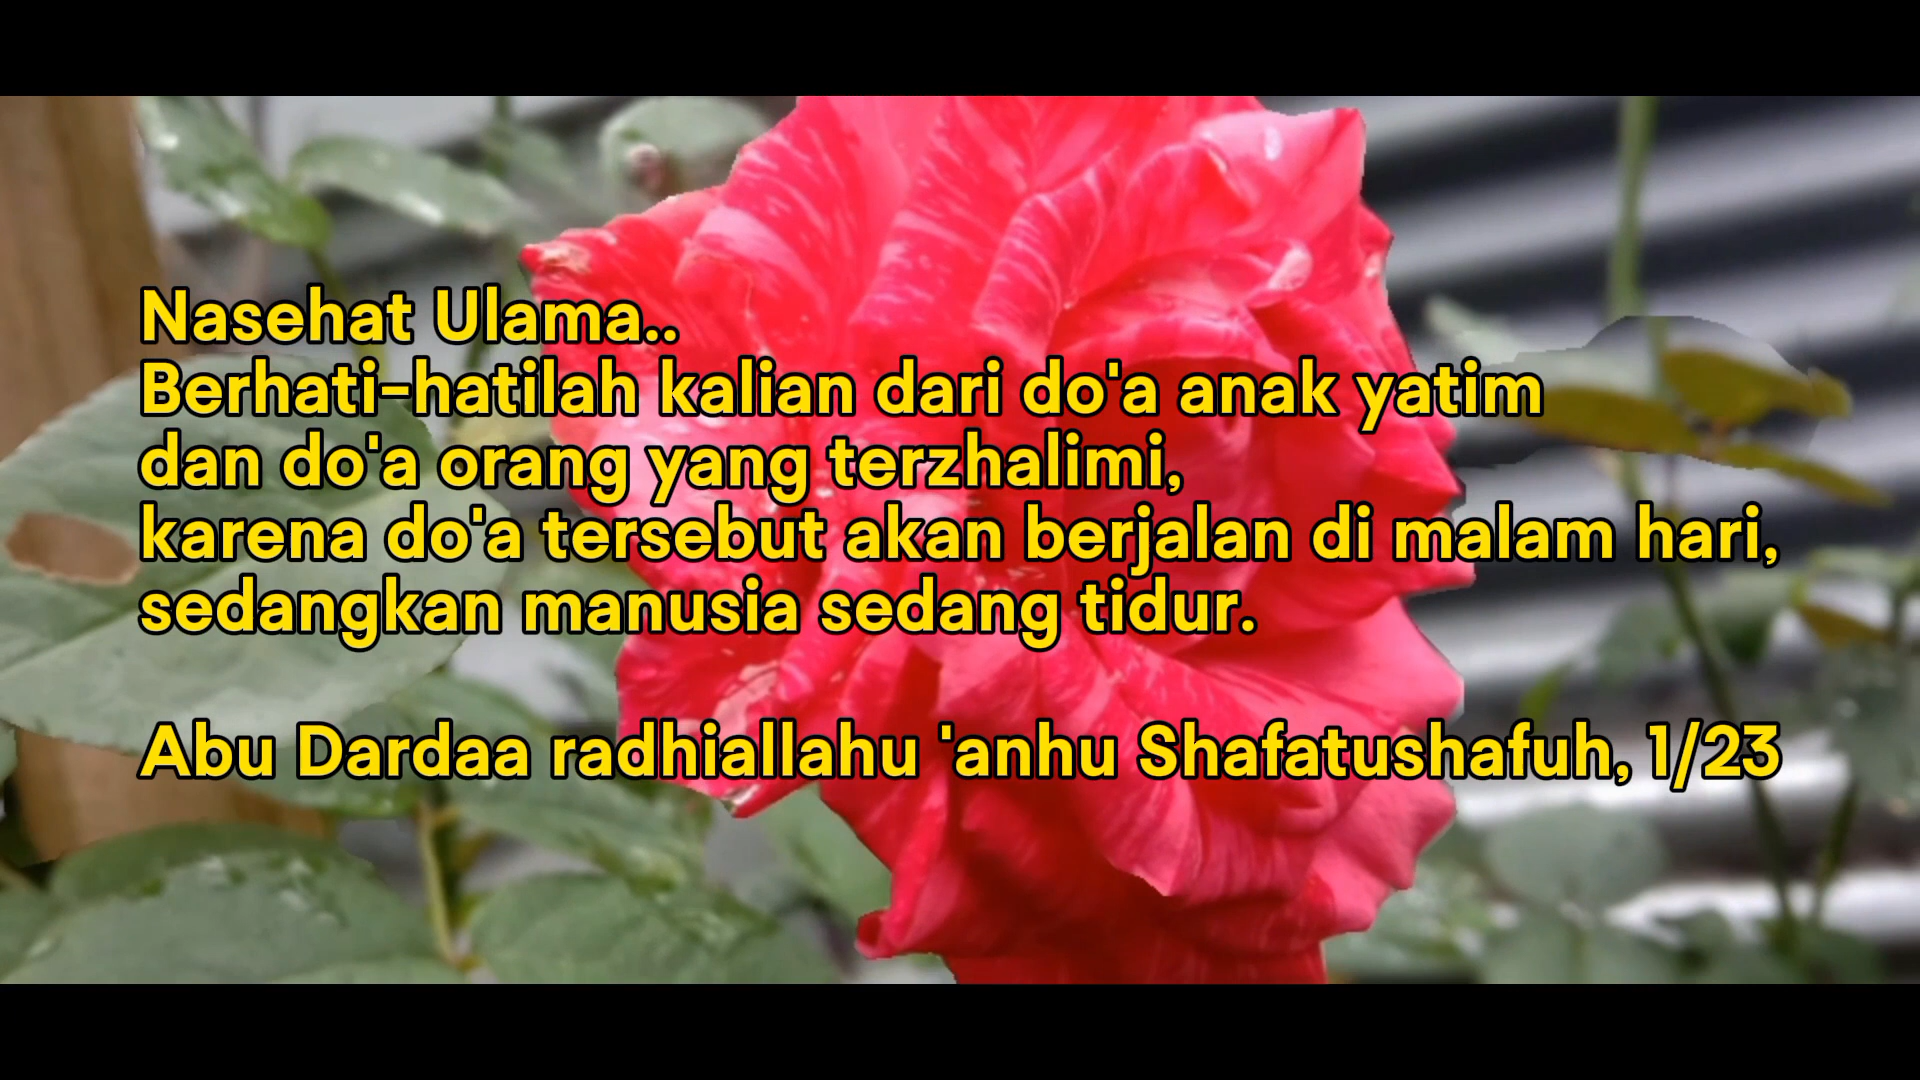 Nasehat Ulama..
Berhati-hatilah kalian dari do'a anak yatim
dan do'a orang yang terzhalimi,
karena do'a tersebut akan berjalan di malam hari,
sedangkan manusia sedang tidur.
Abu Dardaa radhiallahu 'anhu Shafatushafuh, 1/23